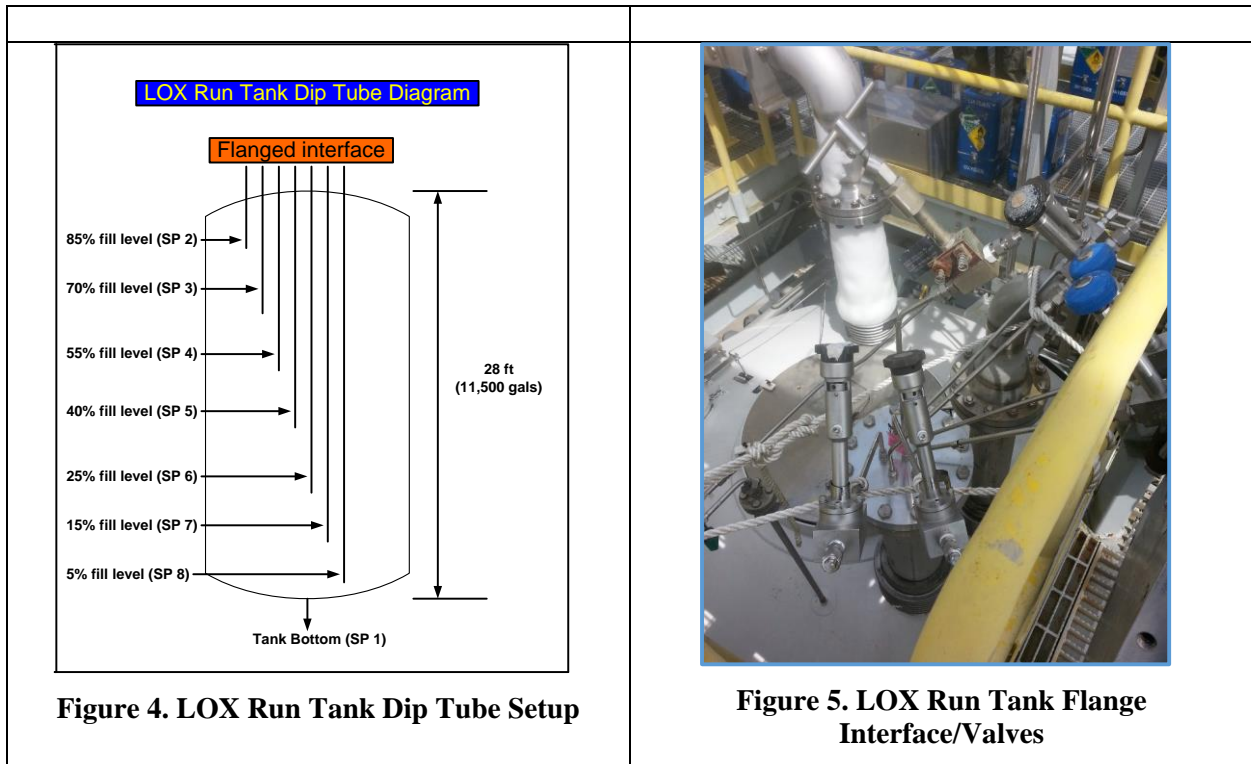 LOX Run Tank Dip Tube Diagram
Flanged interface
85% fill level (SP 2)
70% fill level (SP 3)
55% fill level (SP 4)
40% fill level (SP 5)
25% fill level (SP 6)
15% fill level (SP 7)
5% fill level (SP 8)
28 ft
(11,500 gals)
Tank Bottom (SP 1)
Figure 4. LOX Run Tank Dip Tube Setup
Figure 5. LOX Run Tank Flange
Interface/Valves